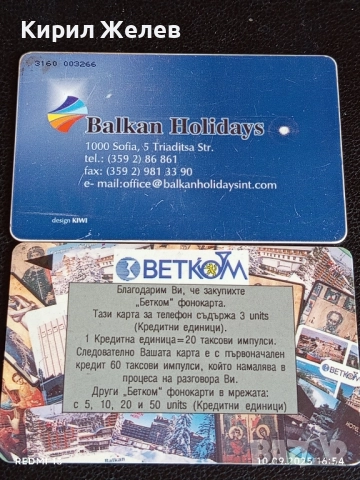 Кирил Желев
3160 003266
Balkan Holidays
1000 Sofia, 5 Triaditsa Str.
tel.: (359 2) 86 861
fax: (359 2) 981 33 90
e- mail:office@balkanholidaysint.com
design KIWI
БЕТКОМ
Благодарим Ви, че закупихте
„Бетком” фонокарта.
Тази карта за телефон съдържа 3 units
(Кредитни единици).
1 Кредитна единица=20 таксови импулси.
Следователно Вашата карта е с първоначален
кредит 60 таксови импулси, който намалява в
процеса на разговора Ви.
Други „Бетком” фонокарти в мрежата:
с 5, 10, 20 и 50 units (Кредитни единици)
БЕТКОМ
Balkan
REDMI
10.02.2025 16:54